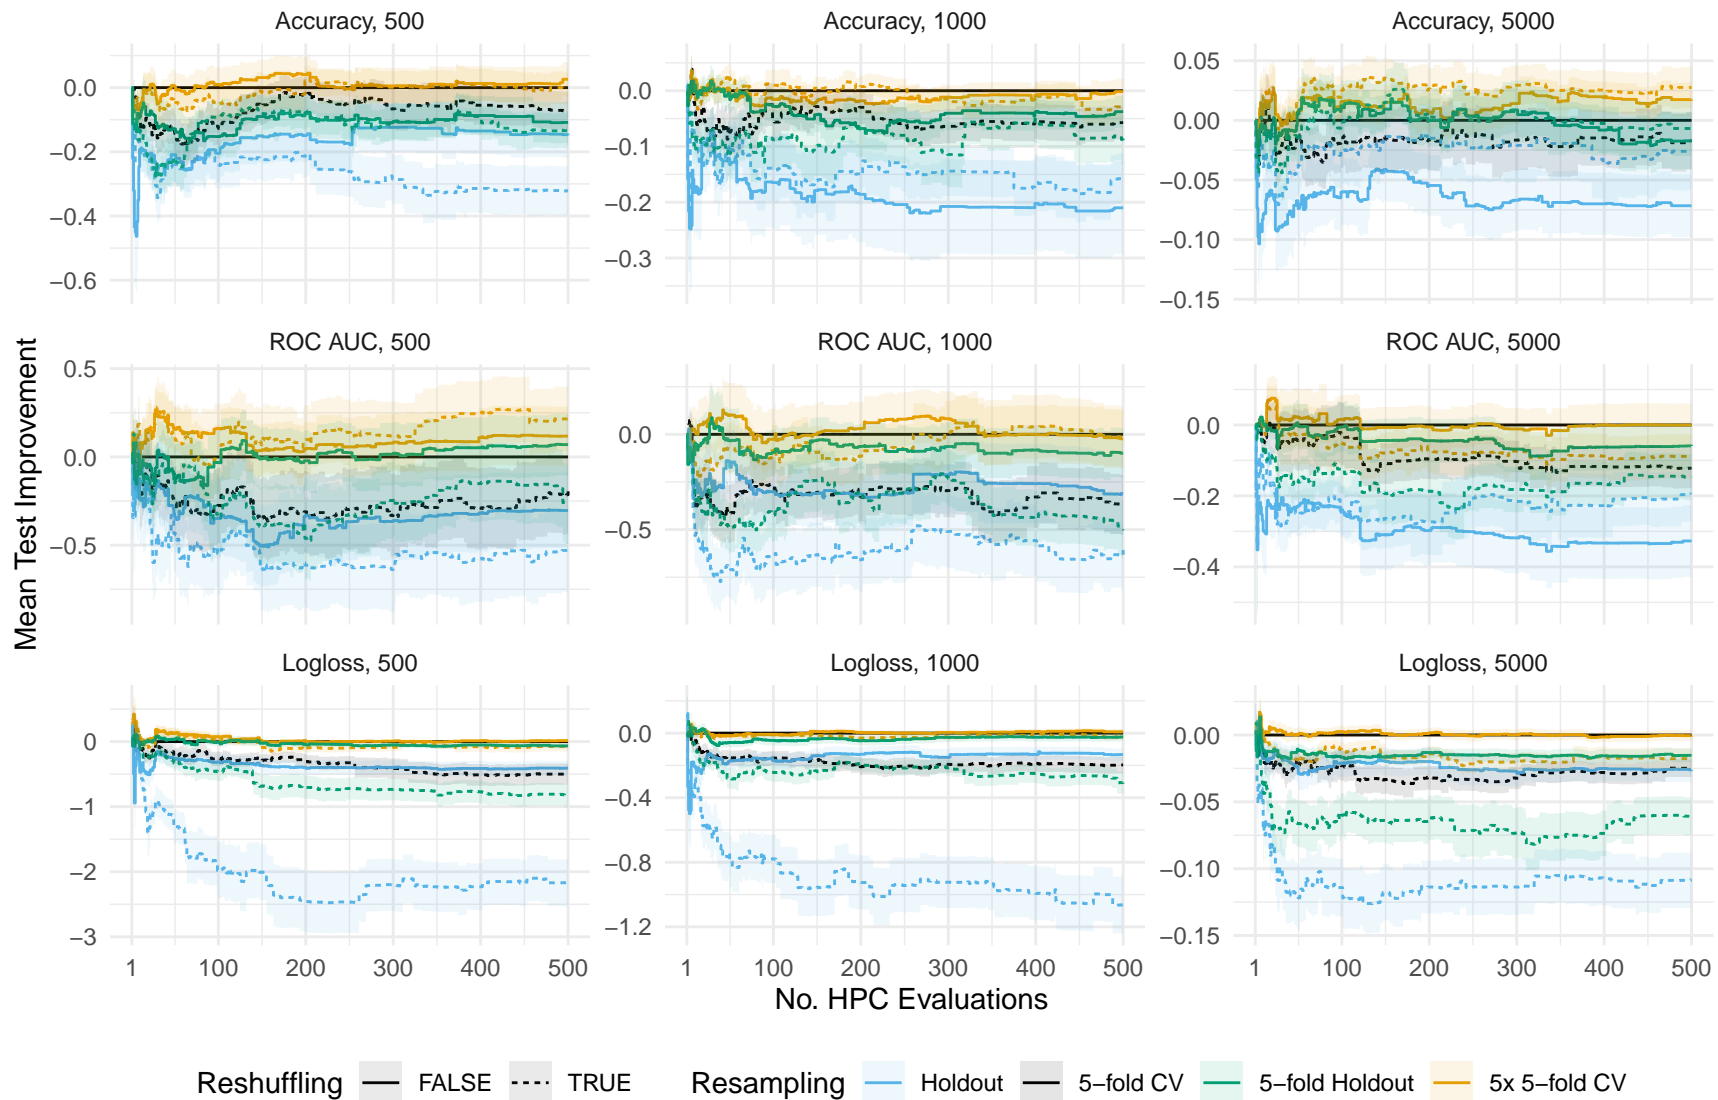 Accuracy, 500 Accuracy, 1000 Accuracy, 5000
0.0 −0.2 −0.4 −0.6
0.0 −0.1 −0.2 −0.3
0.05 0.00 −0.05 −0.10 −0.15
ROC AUC, 500 ROC AUC, 1000 ROC AUC, 5000
0.5 0.0 −0.5
0.0 −0.5
0.0 −0.2 −0.4
Mean Test Improvement
Logloss, 500 Logloss, 1000 Logloss, 5000
0 −1 −2 −3
0.0 −0.4 −0.8 −1.2
0.00 −0.05 −0.10 −0.15
1 100 200 300 400 500 1 100 200 300 400 500 1 100 200 300 400 500
No. HPC Evaluations
Reshuffling FALSE TRUE Resampling Holdout 5−fold CV 5−fold Holdout 5x 5−fold CV